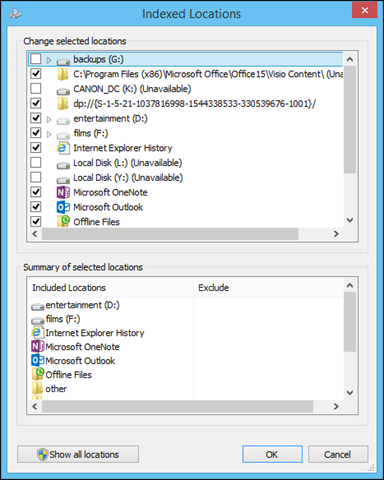 Indexed Locations
Change selected locations
backups (G:)
C:\Program Files (x86)\Microsoft Office\Office15\Visio Content\ (Una
CANON_DC (K:) (Unavailable)
dp://{S-1-5-21-1037816998-1544338533-330539676-1001}/
entertainment (D:)
films (F:)
Internet Explorer History
Local Disk (L:) (Unavailable)
Local Disk (Y:) (Unavailable)
Microsoft OneNote
Microsoft Outlook
Offline Files
Summary of selected locations
Included Locations Exclude
entertainment (D:)
films (F:)
Internet Explorer History
Microsoft OneNote
Microsoft Outlook
Offline Files
other
Show all locations OK Cancel